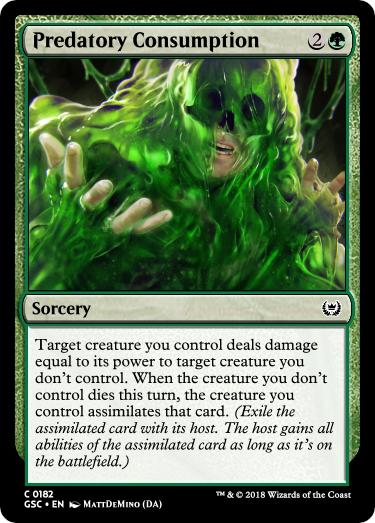 Predatory Consumption 2
Sorcery
Target creature you control deals damage
equal to its power to target creature you
don't control. When the creature you don't
control dies this turn, the creature you
control assimilates that card. (Exile the
assimilated card with its host. The host gains all
abilities of the assimilated card as long as it's on
the battlefield.)
C 0182
GSC • EN MattDeMino (DA)
™ & © 2018 Wizards of the Coast